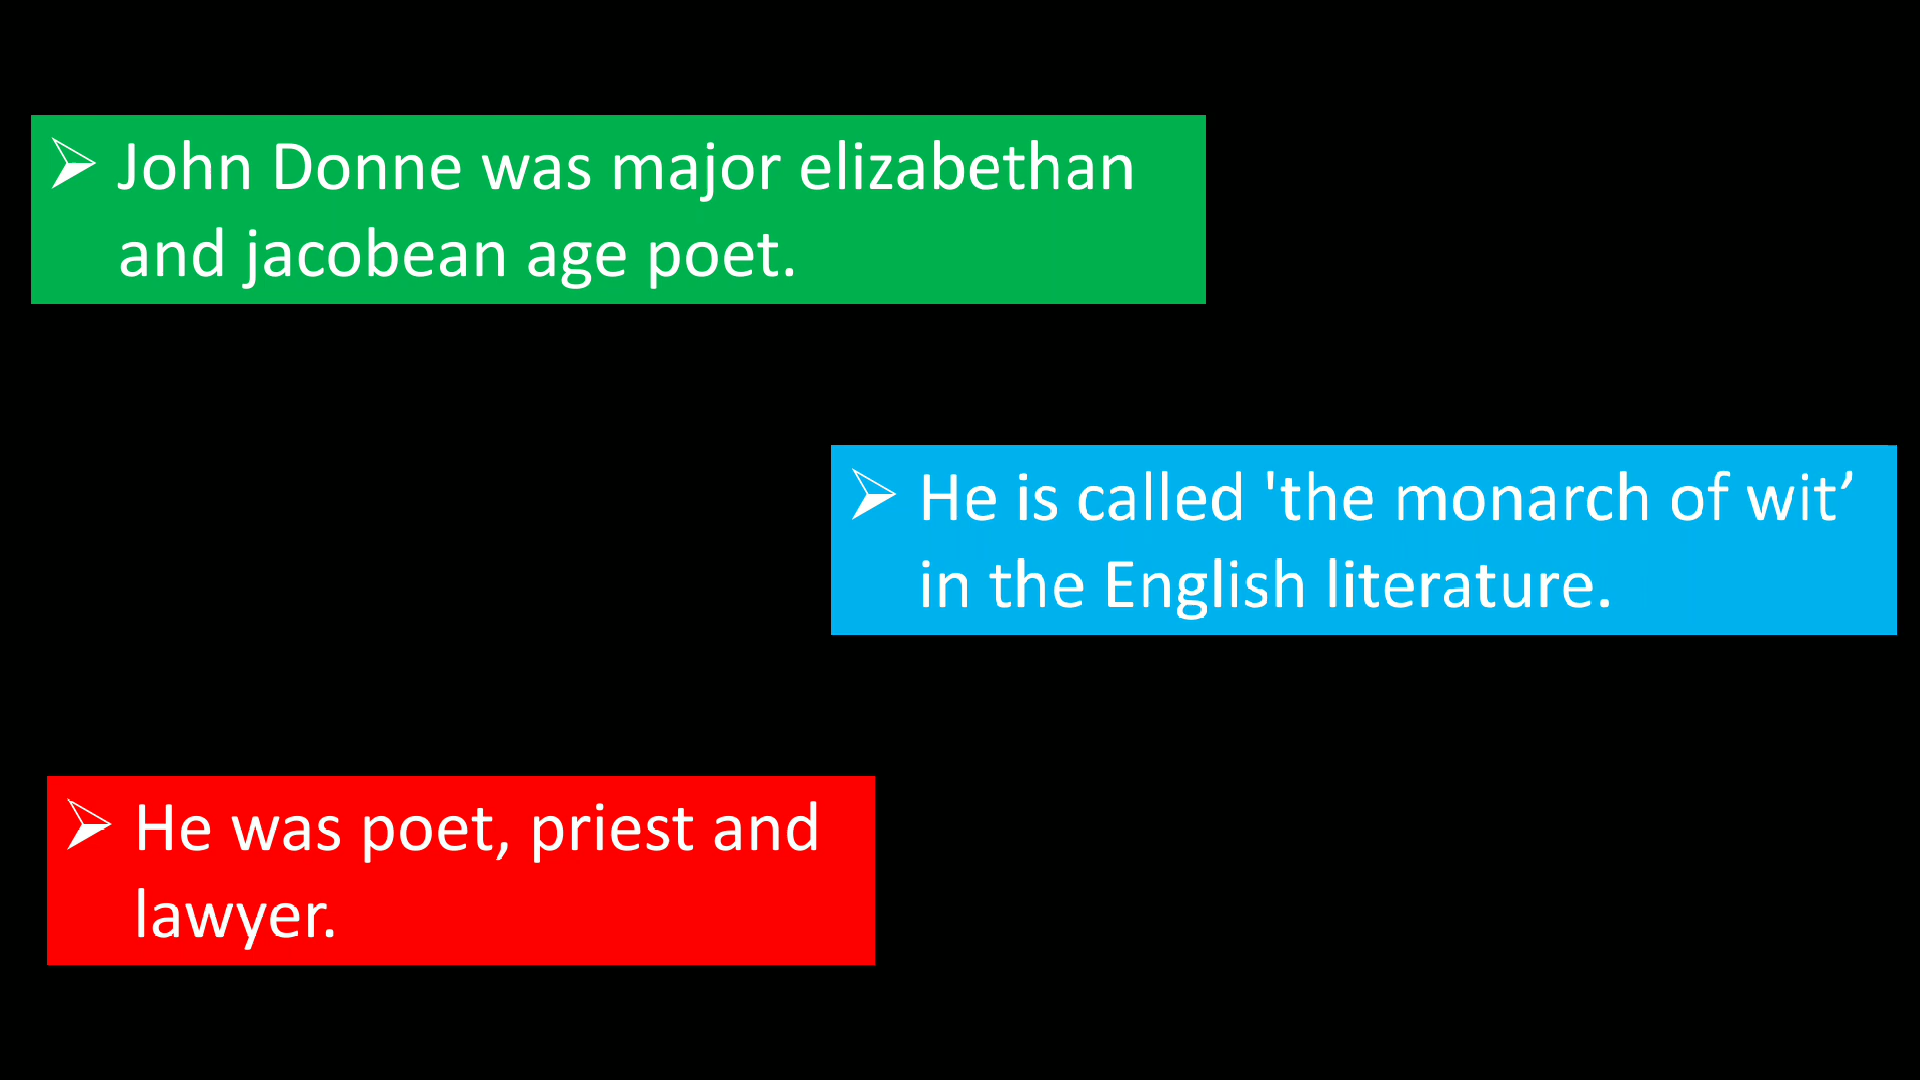 ➢ John Donne was major elizabethan
and jacobean age poet.
➢ He is called 'the monarch of wit’
in the English literature.
➢ He was poet, priest and
lawyer.